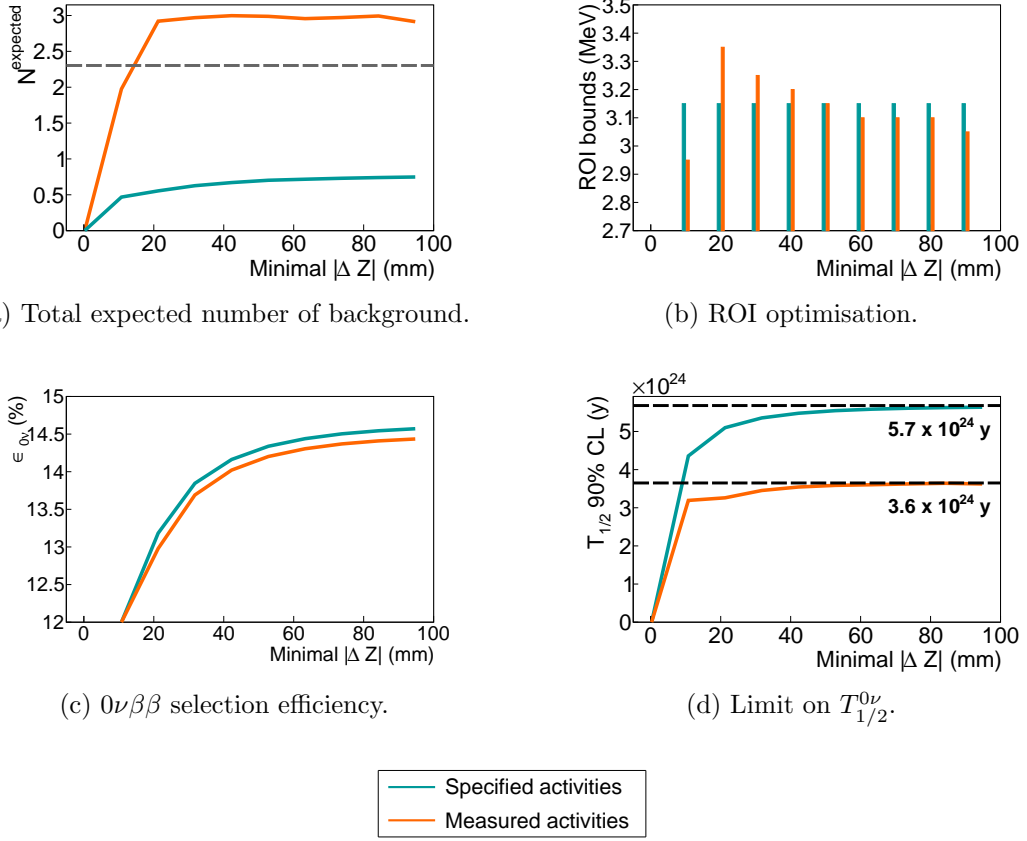 N^expected
3
2.5
2
1.5
1
0.5
0
0 20 40 60 80 100
Minimal |Δ Z| (mm)
) Total expected number of background.
ROI bounds (MeV)
3.5
3.4
3.3
3.2
3.1
3
2.9
2.8
2.7
0 20 40 60 80 100
Minimal |Δ Z| (mm)
(b) ROI optimisation.
∈_0ν (%)
15
14.5
14
13.5
13
12.5
12
0 20 40 60 80 100
Minimal |Δ Z| (mm)
(c) 0νββ selection efficiency.
×10^24
T_1/2 90% CL (y)
5
4
3
2
1
0
5.7 x 10^24 y
3.6 x 10^24 y
0 20 40 60 80 100
Minimal |Δ Z| (mm)
(d) Limit on T^0ν_1/2.
Specified activities
Measured activities